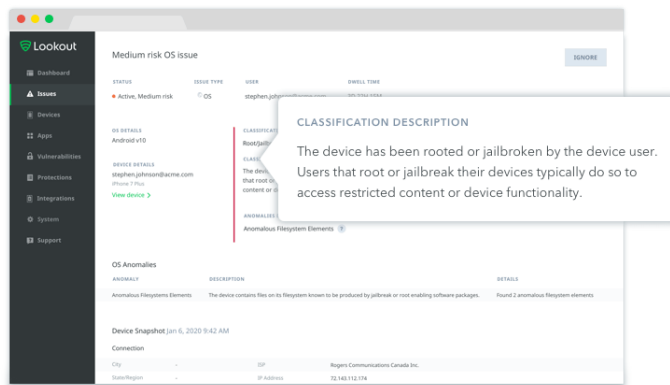 Lookout
Dashboard
Issues
Devices
Apps
Vulnerabilities
Protections
Integrations
System
Support
Medium risk OS issue
IGNORE
STATUS ISSUE TYPE USER DWELL TIME
Active, Medium risk OS
OS DETAILS
Android v10
DEVICE DETAILS
stephen.johnson@acme.com
iPhone 7 Plus
View device >
CLASSIFICATION DESCRIPTION
The device has been rooted or jailbroken by the device user.
Users that root or jailbreak their devices typically do so to
access restricted content or device functionality.
Anomalous Filesystem Elements ?
OS Anomalies
ANOMALY DESCRIPTION DETAILS
Anomalous Filesystems Elements The device contains files on its filesystem known to be produced by jailbreak or root enabling software packages. Found 2 anomalous filesystem elements
Device Snapshot Jan 6, 2020 9:42 AM
Connection
City - ISP Rogers Communications Canada Inc.
State/Region - IP Address 72.143.112.174